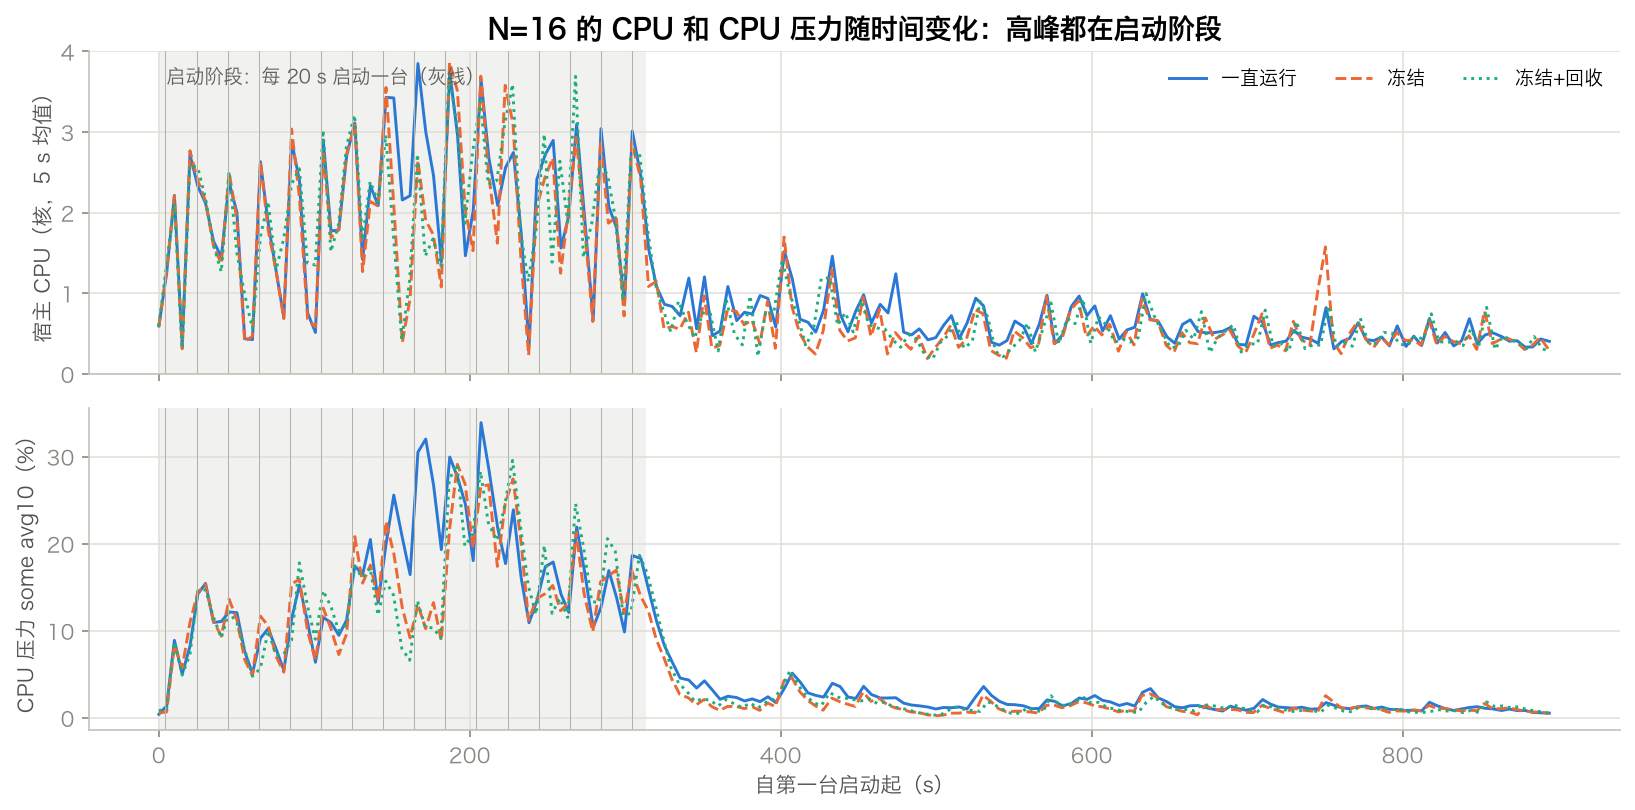 N=16 的 CPU 和 CPU 压力随时间变化：高峰都在启动阶段
启动阶段：每 20 s 启动一台（灰线）
一直运行 冻结 冻结+回收
宿主 CPU（核，5 s 均值）
4
3
2
1
0
CPU 压力 some avg10（%）
30
20
10
0
0 200 400 600 800
自第一台启动起（s）